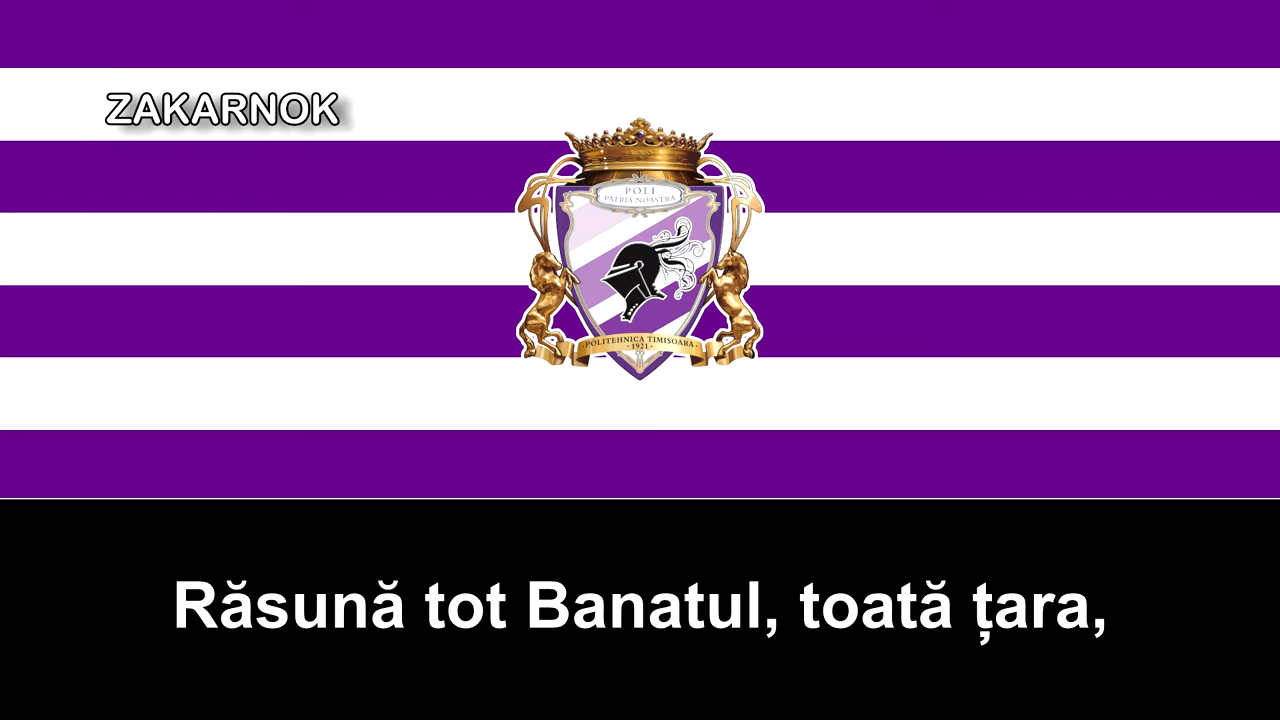 ZAKARNOK
POLI
PATRIA NOASTRĂ
·POLITEHNICA TIMIȘOARA·
·1921·
Răsună tot Banatul, toată țara,